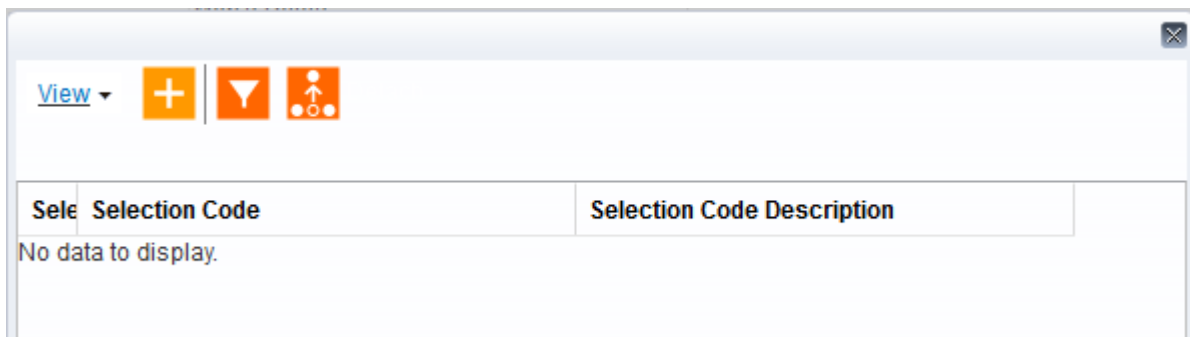 View
Sele Selection Code Selection Code Description
No data to display.